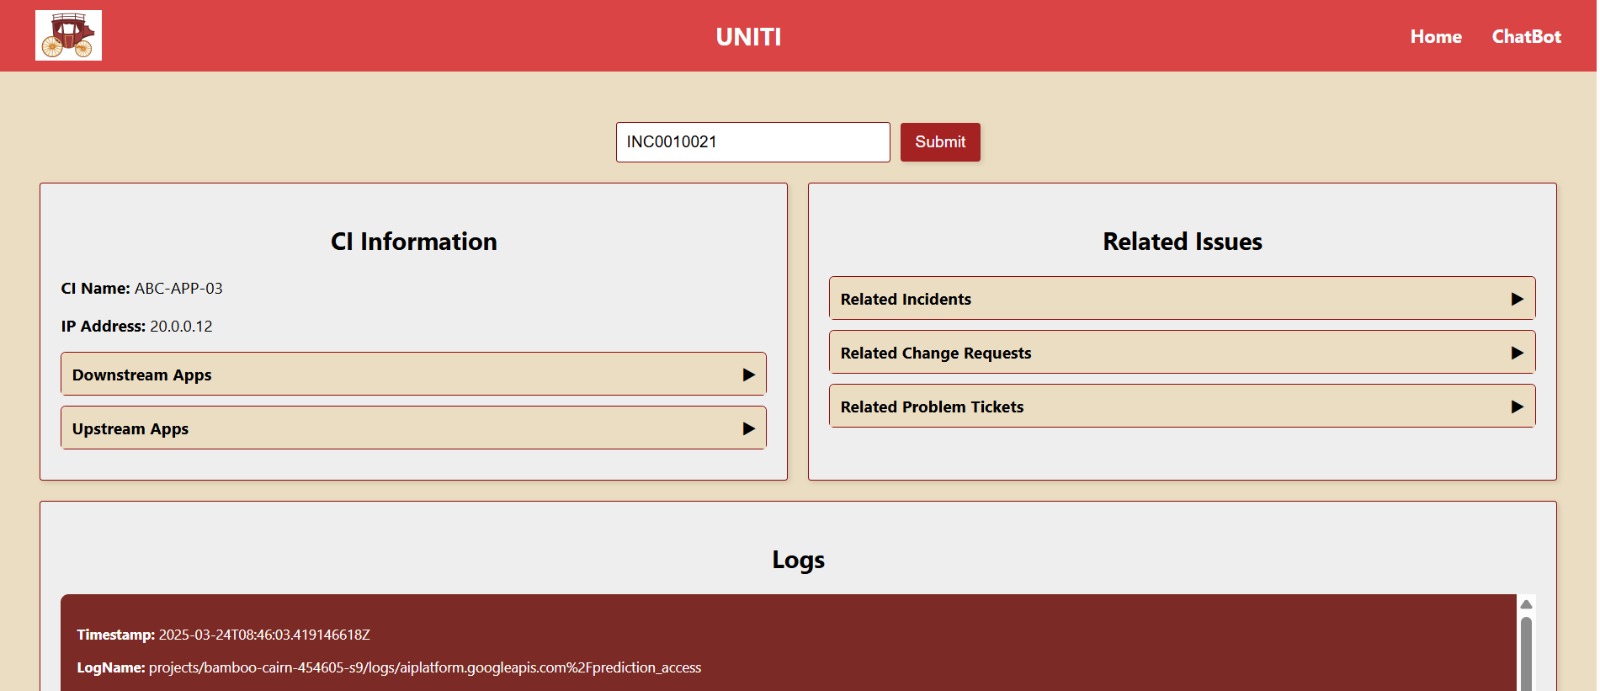 UNITI
Home
ChatBot
INC0010021
Submit
CI Information
CI Name: ABC-APP-03
IP Address: 20.0.0.12
Downstream Apps
Upstream Apps
Related Issues
Related Incidents
Related Change Requests
Related Problem Tickets
Logs
Timestamp: 2025-03-24T08:46:03.419146618Z
LogName: projects/bamboo-cairn-454605-s9/logs/aiplatform.googleapis.com%2Fprediction_access